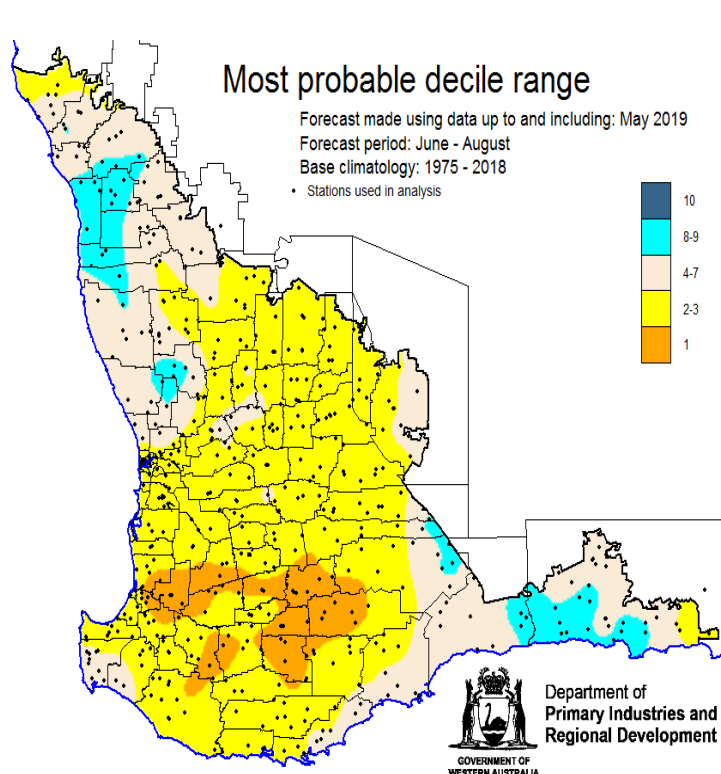 Most probable decile range
Forecast made using data up to and including: May 2019
Forecast period: June - August
Base climatology: 1975 - 2018
Stations used in analysis
10
8-9
4-7
2-3
1
Department of
Primary Industries and
Regional Development
GOVERNMENT OF
WESTERN AUSTRALIA